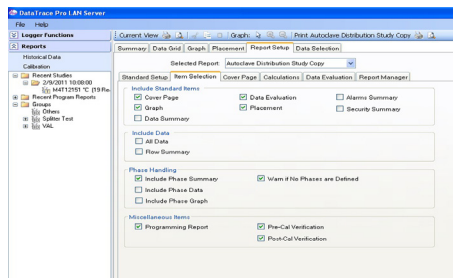 DataTrace Pro LAN Server
File Help
Logger Functions
Current View Graph: Print Autoclave Distribution Study Copy
Reports
Historical Data
Calibration
Recent Studies
2/9/2011 10:08:00
M4T12151 °C (19 Re
Recent Program Reports
Groups
Others
Splitter Test
VAL
Summary Data Grid Graph Placement Report Setup Data Selection
Selected Report: Autoclave Distribution Study Copy
Standard Setup Item Selection Cover Page Calculations Data Evaluation Report Manager
Include Standard Items
Cover Page Data Evaluation Alarms Summary
Graph Placement Security Summary
Data Summary
Include Data
All Data
Row Summary
Phase Handling
Include Phase Summary Warn if No Phases are Defined
Include Phase Data
Include Phase Graph
Miscellaneous Items
Programming Report Pre-Cal Verification
Post-Cal Verification